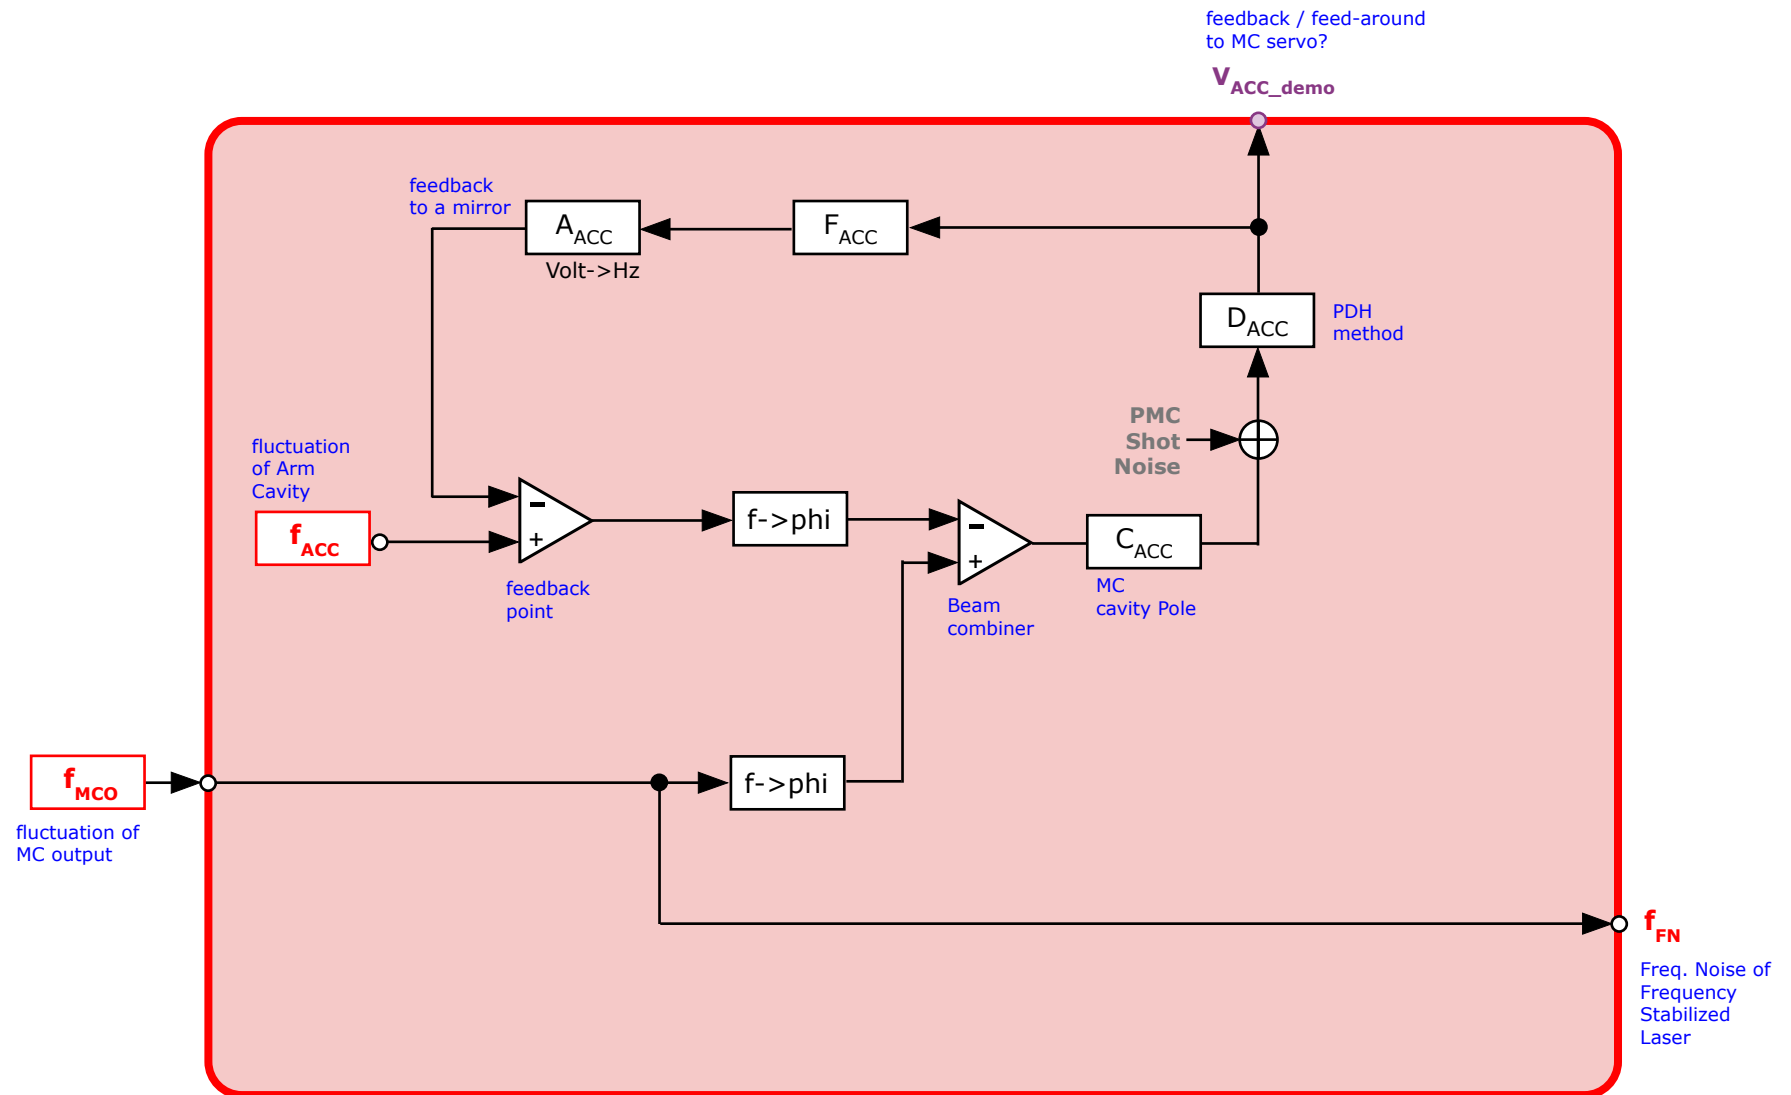 feedback / feed-around
to MC servo?
VACC_demo
feedback
to a mirror
AACC
Volt->Hz
FACC
DACC
PDH
method
PMC
Shot
Noise
fluctuation
of Arm
Cavity
fACC
-
+
feedback
point
f->phi
-
+
Beam
combiner
CACC
MC
cavity Pole
fMCO
fluctuation of
MC output
f->phi
fFN
Freq. Noise of
Frequency
Stabilized
Laser